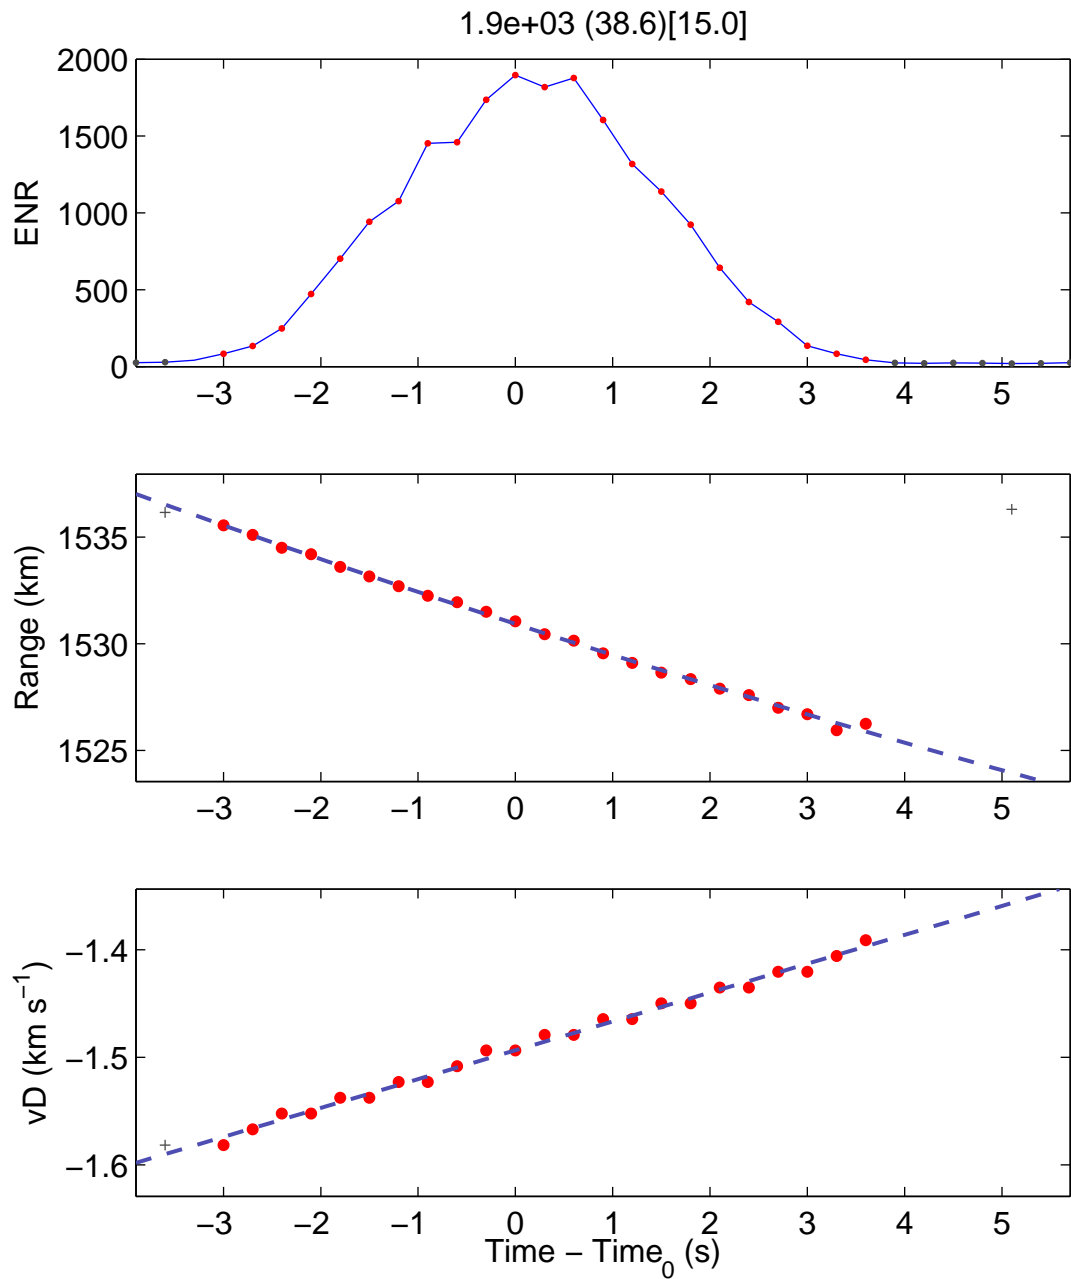 1.9e+03 (38.6)[15.0]
2000
1500
1000
500
0
ENR
−3 −2 −1 0 1 2 3 4 5
1535
1530
1525
Range (km)
−3 −2 −1 0 1 2 3 4 5
−1.4
−1.5
−1.6
vD (km s−1)
−3 −2 −1 0 1 2 3 4 5
Time − Time0 (s)